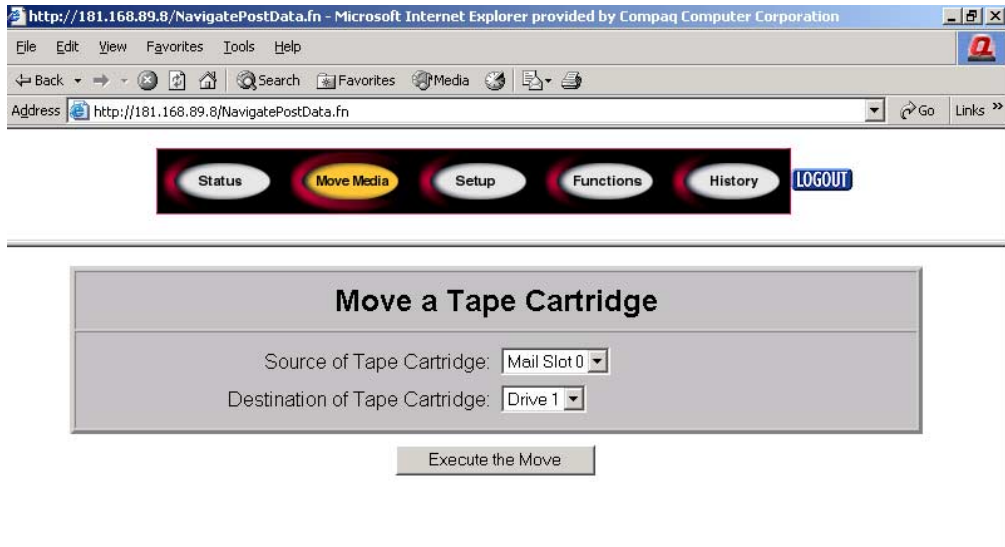 http://181.168.89.8/NavigatePostData.fn - Microsoft Internet Explorer provided by Compaq Computer Corporation
File Edit View Favorites Tools Help
Back Search Favorites Media
Address http://181.168.89.8/NavigatePostData.fn Go Links »
Status Move Media Setup Functions History LOGOUT
Move a Tape Cartridge
Source of Tape Cartridge: Mail Slot 0
Destination of Tape Cartridge: Drive 1
Execute the Move